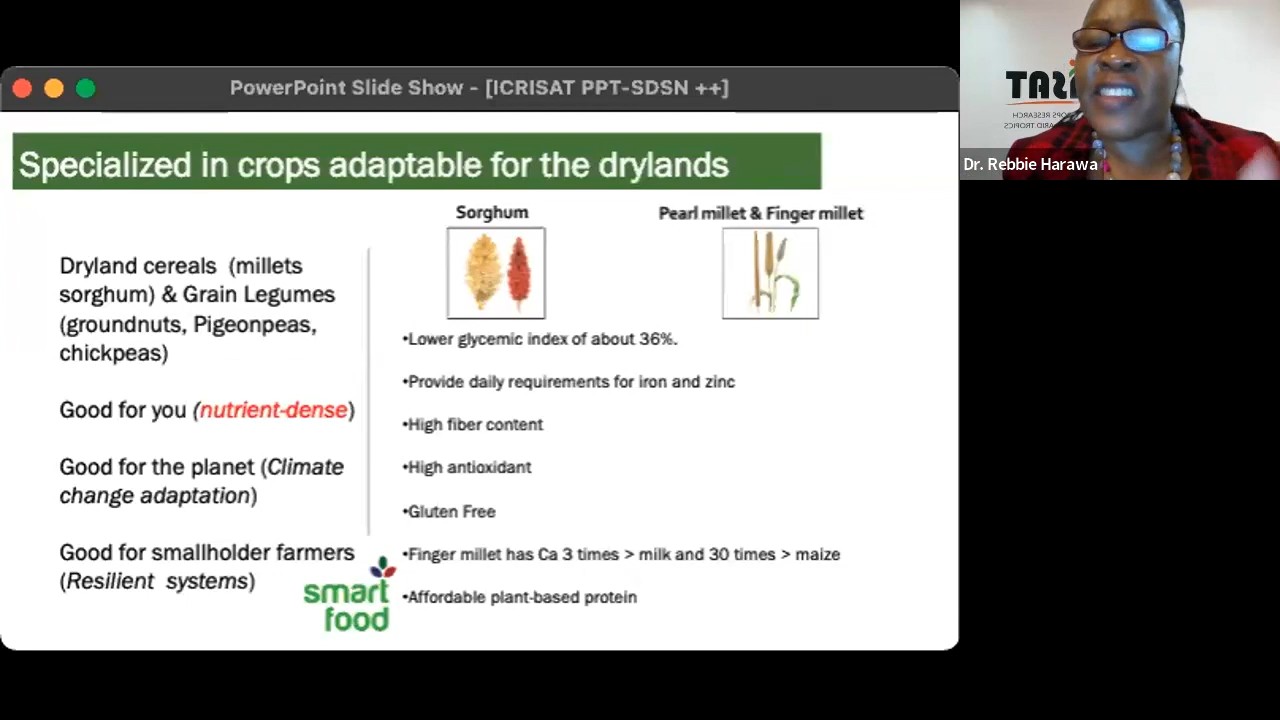 PowerPoint Slide Show - [ICRISAT PPT-SDSN ++]
Specialized in crops adaptable for the drylands
Dryland cereals (millets
sorghum) & Grain Legumes
(groundnuts, Pigeonpeas,
chickpeas)
Good for you (nutrient-dense)
Good for the planet (Climate
change adaptation)
Good for smallholder farmers
(Resilient systems)
smart
food
Sorghum
Pearl millet & Finger millet
•Lower glycemic index of about 36%.
•Provide daily requirements for iron and zinc
•High fiber content
•High antioxidant
•Gluten Free
•Finger millet has Ca 3 times > milk and 30 times > maize
•Affordable plant-based protein
Dr. Rebbie Harawa